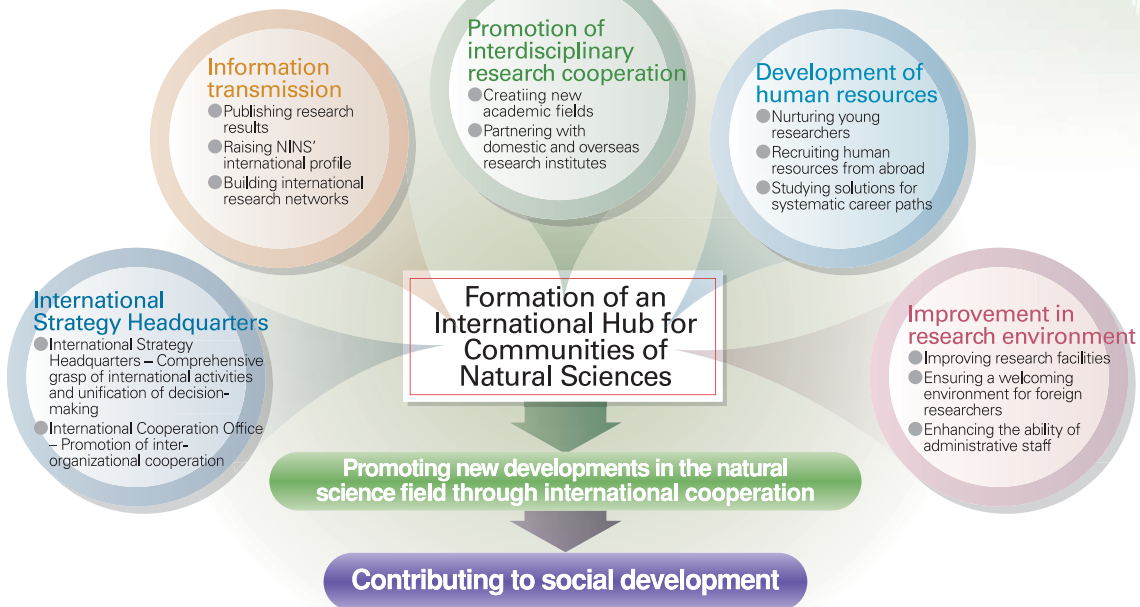 Promotion of
interdisciplinary
research cooperation
Creatiing new
academic fields
Partnering with
domestic and overseas
research institutes
Information
transmission
Publishing research
results
Raising NINS'
international profile
Building international
research networks
Development of
human resources
Nurturing young
researchers
Recruiting human
resources from abroad
Studying solutions for
systematic career paths
International
Strategy Headquarters
International Strategy
Headquarters – Comprehensive
grasp of international activities
and unification of decision-
making
International Cooperation Office
– Promotion of inter-
organizational cooperation
Formation of an
International Hub for
Communities of
Natural Sciences
Improvement in
research environment
Improving research facilities
Ensuring a welcoming
environment for foreign
researchers
Enhancing the ability of
administrative staff
Promoting new developments in the natural
science field through international cooperation
Contributing to social development